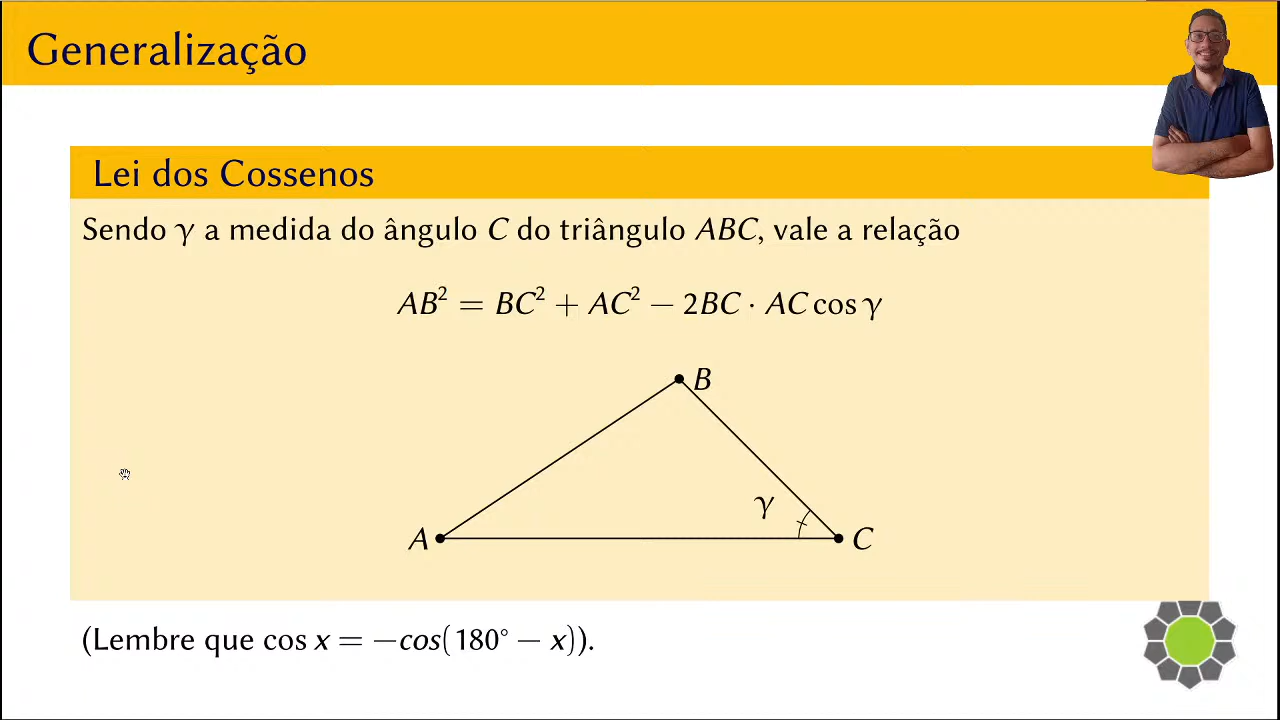 Generalização
Lei dos Cossenos
Sendo γ a medida do ângulo C do triângulo ABC, vale a relação
AB² = BC² + AC² − 2BC · AC cos γ
B
γ
A
C
(Lembre que cos x = −cos(180° − x)).